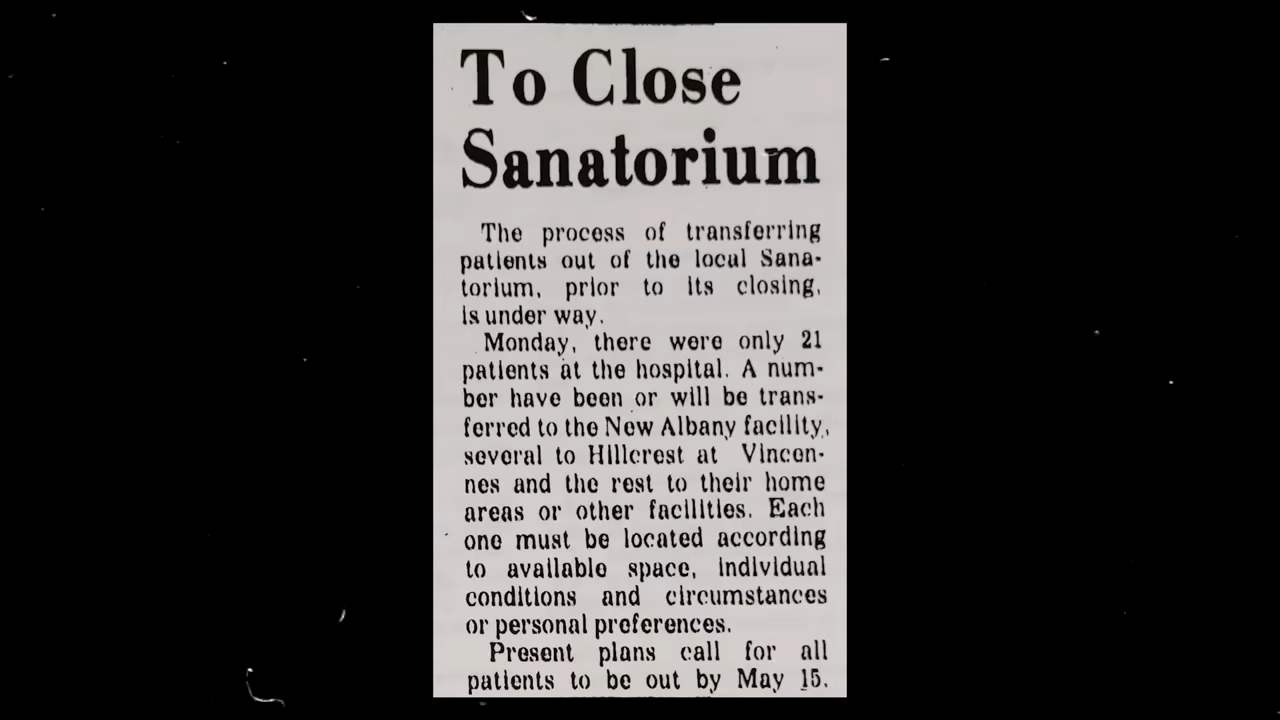 To Close
Sanatorium
The process of transferring
patients out of the local Sana-
torium, prior to its closing,
is under way.
Monday, there were only 21
patients at the hospital. A num-
ber have been or will be trans-
ferred to the New Albany facility,
several to Hillcrest at Vincen-
nes and the rest to their home
areas or other facilities. Each
one must be located according
to available space, individual
conditions and circumstances
or personal preferences.
Present plans call for all
patients to be out by May 15.